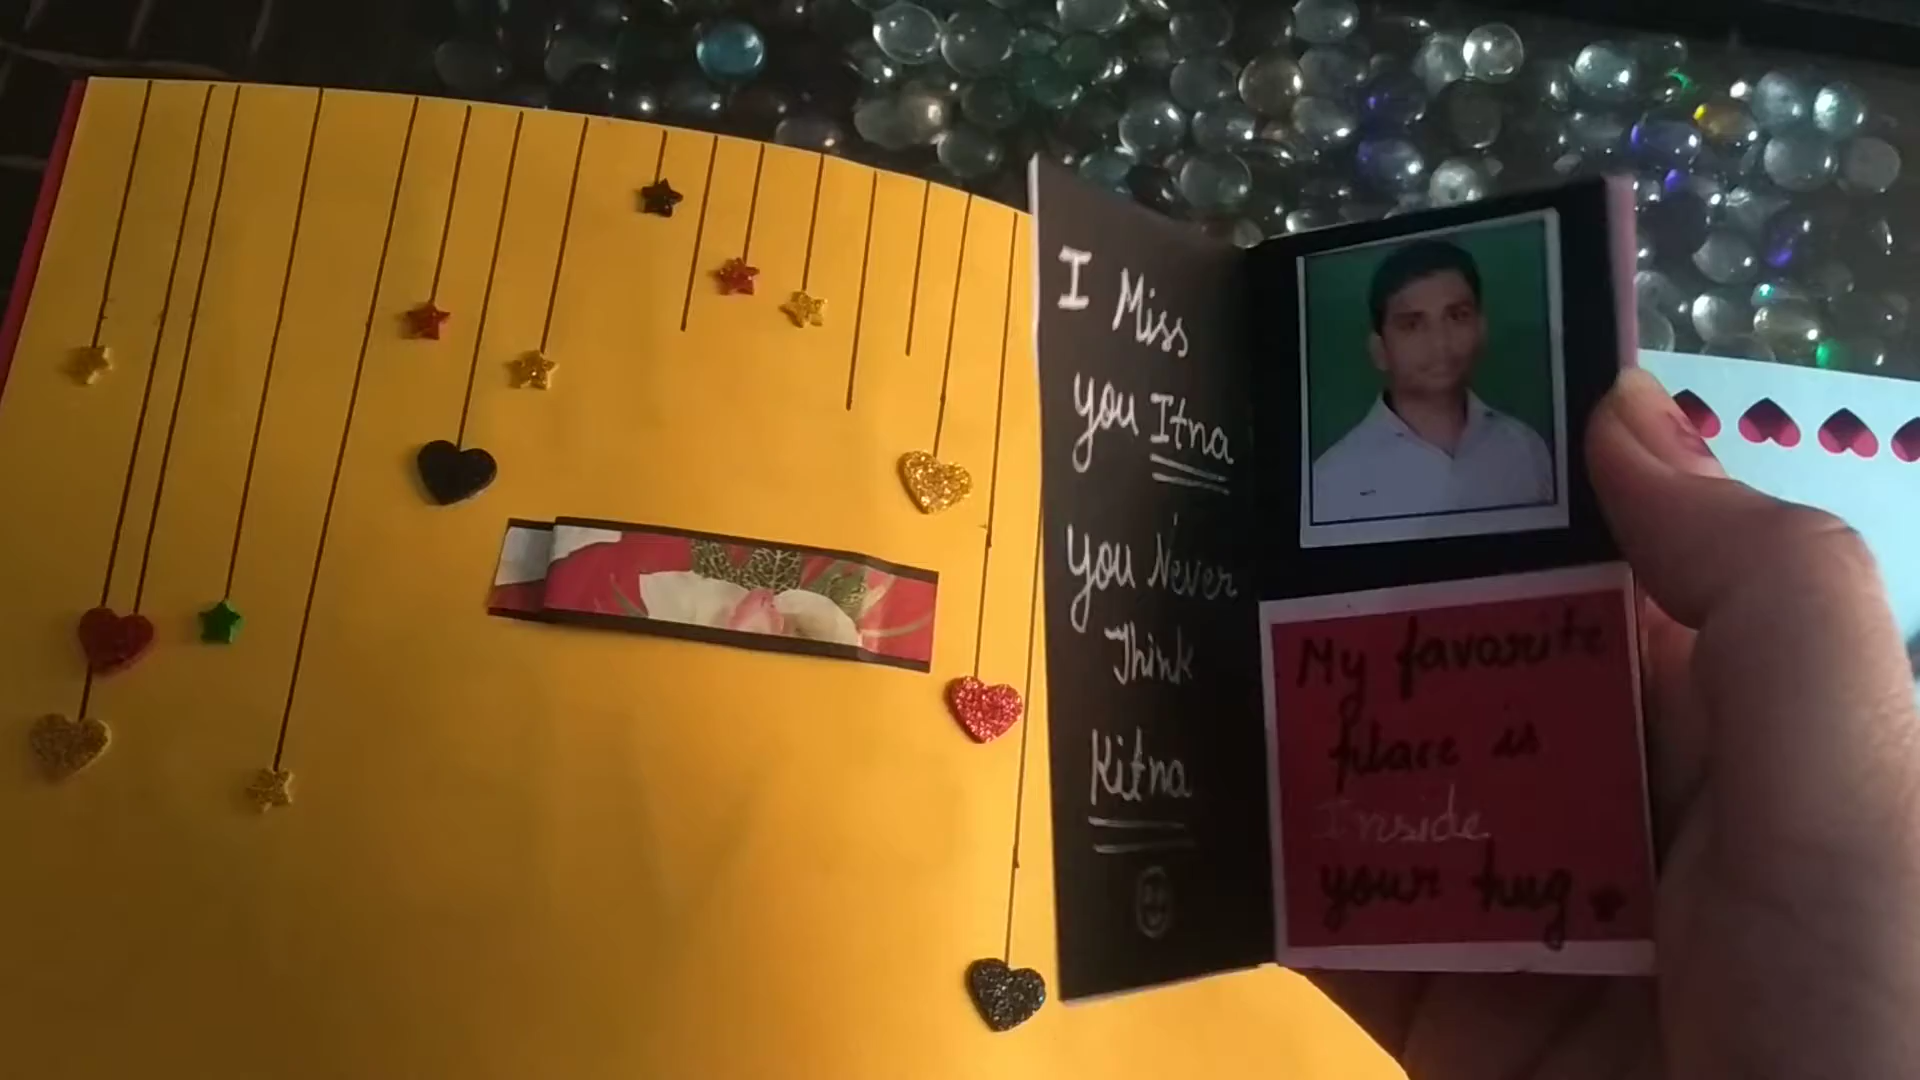 I Miss
you Itna
you Never
Think
Kitna
My favorite
place is
Inside
your hug